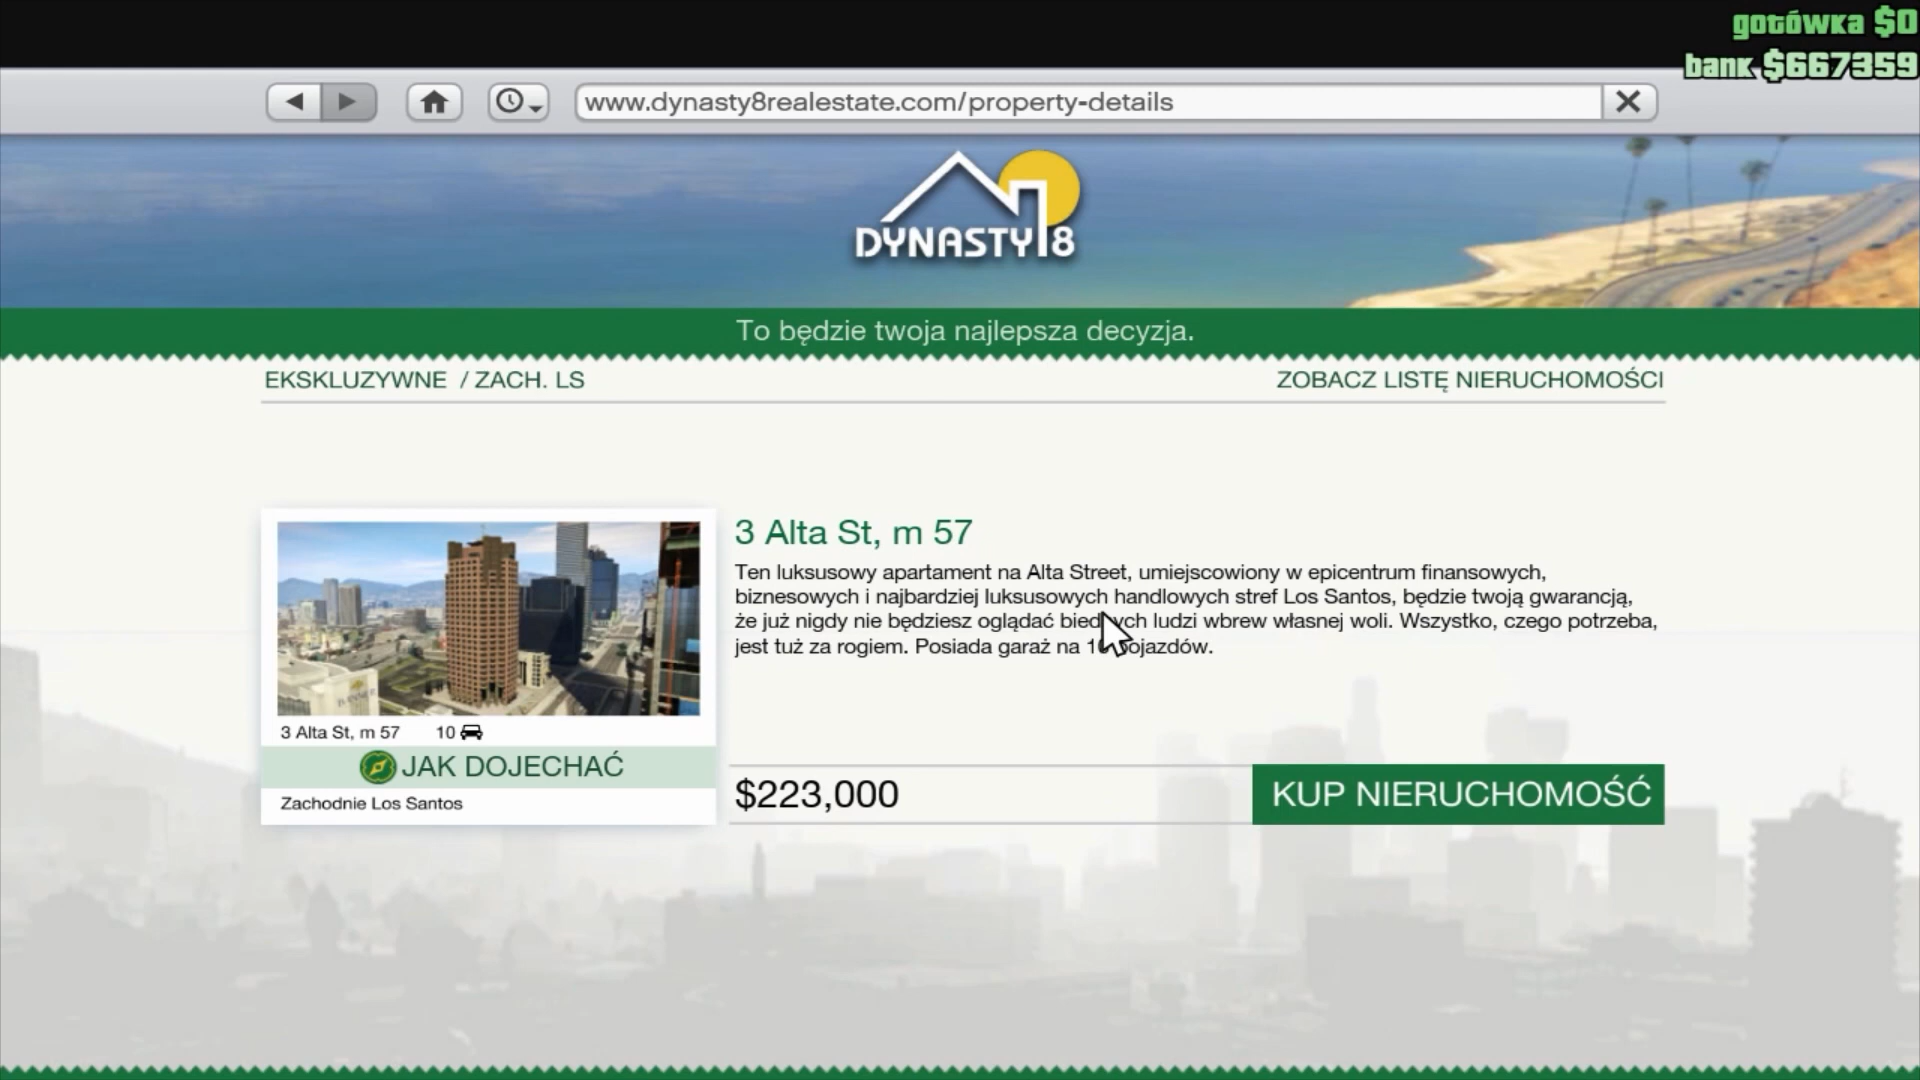 gotówka $0
bank $667359
www.dynasty8realestate.com/property-details
DYNASTY 8
To będzie twoja najlepsza decyzja.
EKSKLUZYWNE / ZACH. LS
ZOBACZ LISTĘ NIERUCHOMOŚCI
3 Alta St, m 57
Ten luksusowy apartament na Alta Street, umiejscowiony w epicentrum finansowych,
biznesowych i najbardziej luksusowych handlowych stref Los Santos, będzie twoją gwarancją,
że już nigdy nie będziesz oglądać biednych ludzi wbrew własnej woli. Wszystko, czego potrzeba,
jest tuż za rogiem. Posiada garaż na 10 pojazdów.
3 Alta St, m 57 10
JAK DOJECHAĆ
Zachodnie Los Santos
$223,000
KUP NIERUCHOMOŚĆ